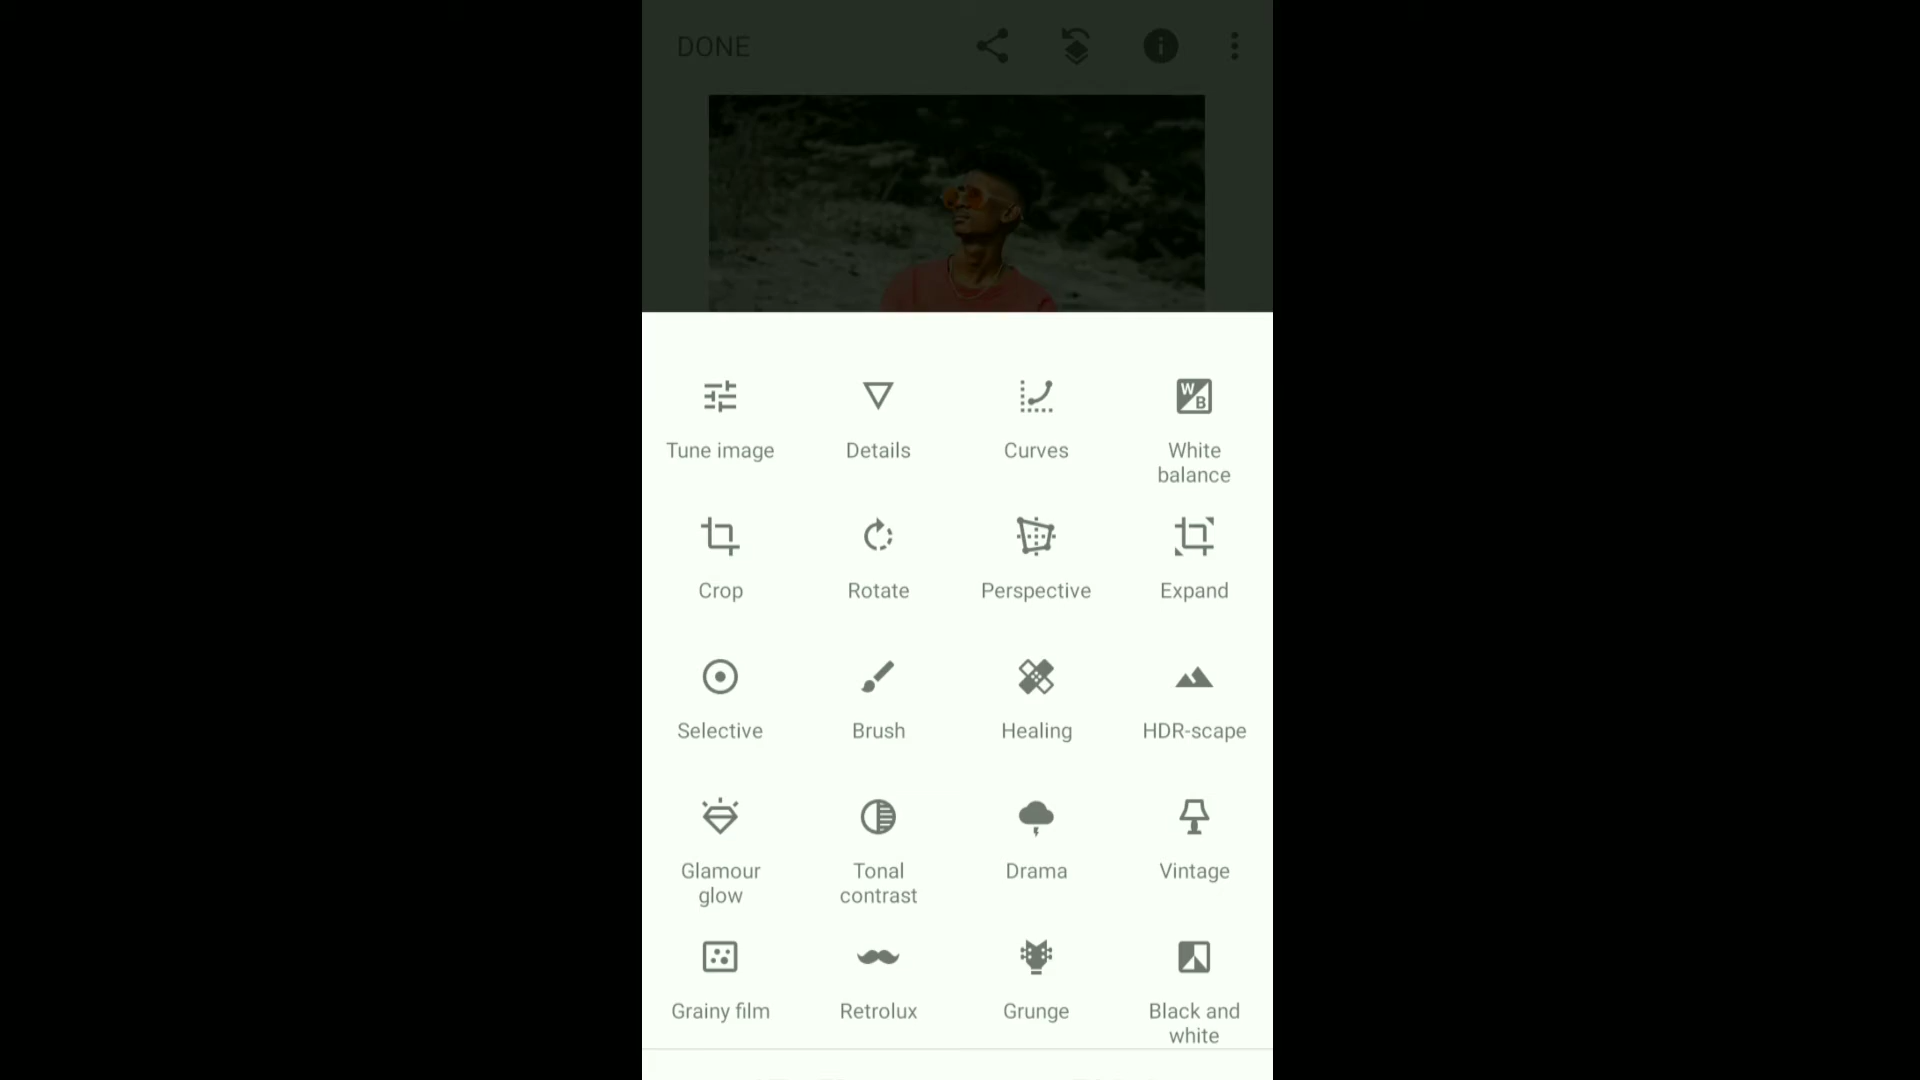 DONE
Tune image
Details
Curves
White
balance
Crop
Rotate
Perspective
Expand
Selective
Brush
Healing
HDR-scape
Glamour
glow
Tonal
contrast
Drama
Vintage
Grainy film
Retrolux
Grunge
Black and
white